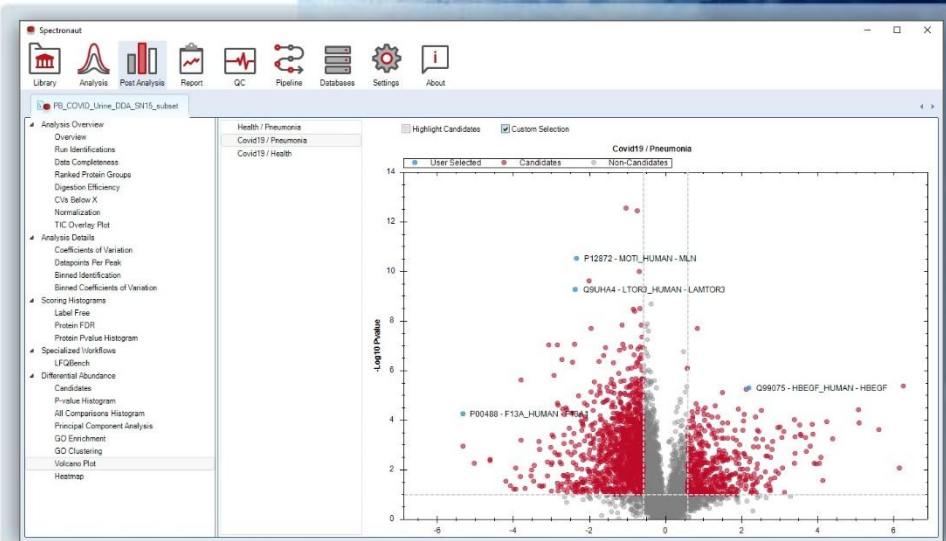 Spectronaut
Library Analysis Post Analysis Report QC Pipeline Databases Settings About
PB_COVID_Urine_DDA_SN15_subset
Analysis Overview
Overview
Run Identifications
Data Completeness
Ranked Protein Groups
Digestion Efficiency
CVs Below X
Normalization
TIC Overlay Plot
Analysis Details
Coefficients of Variation
Datapoints Per Peak
Binned Identification
Binned Coefficients of Variation
Scoring Histograms
Label Free
Protein FDR
Protein Pvalue Histogram
Specialized Workflows
LFQBench
Differential Abundance
Candidates
P-value Histogram
All Comparisons Histogram
Principal Component Analysis
GO Enrichment
GO Clustering
Volcano Plot
Heatmap
Health / Pneumonia
Covid19 / Pneumonia
Covid19 / Health
Highlight Candidates Custom Selection
Covid19 / Pneumonia
User Selected Candidates Non-Candidates
-Log10 Pvalue
14
12
10
8
6
4
2
0
P12872 - MOTI_HUMAN - MLN
Q9UHA4 - LTOR3_HUMAN - LAMTOR3
Q99075 - HBEGF_HUMAN - HBEGF
P00488 - F13A_HUMAN - F13A1
-6 -4 -2 0 2 4 6